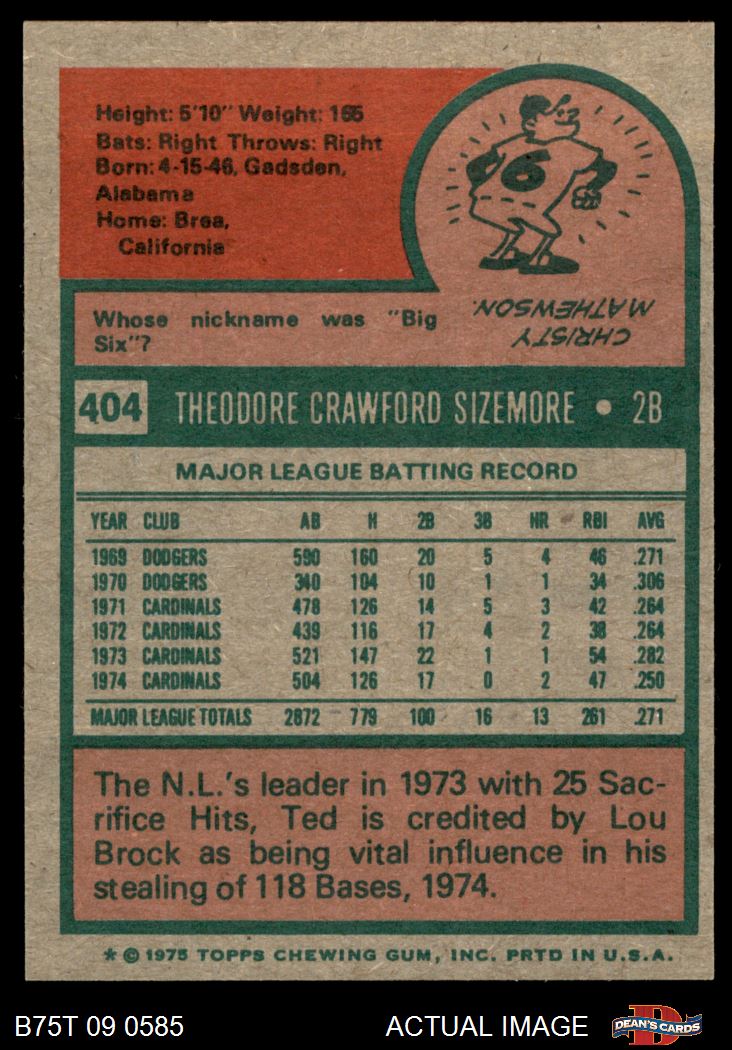 Height: 5'10" Weight: 165
Bats: Right Throws: Right
Born: 4-15-46, Gadsden,
Alabama
Home: Brea,
California
6
Whose nickname was "Big
Six"?
CHRISTY
MATHEWSON.
404 THEODORE CRAWFORD SIZEMORE • 2B
MAJOR LEAGUE BATTING RECORD
YEAR CLUB AB H 2B 3B HR RBI AVG
1969 DODGERS 590 160 20 5 4 46 .271
1970 DODGERS 340 104 10 1 1 34 .306
1971 CARDINALS 478 126 14 5 3 42 .264
1972 CARDINALS 439 116 17 4 2 38 .264
1973 CARDINALS 521 147 22 1 1 54 .282
1974 CARDINALS 504 126 17 0 2 47 .250
MAJOR LEAGUE TOTALS 2872 779 100 16 13 261 .271
The N.L.'s leader in 1973 with 25 Sac-
rifice Hits, Ted is credited by Lou
Brock as being vital influence in his
stealing of 118 Bases, 1974.
* © 1975 TOPPS CHEWING GUM, INC. PRTD IN U.S.A.
B75T 09 0585 ACTUAL IMAGE D DEAN'S CARDS